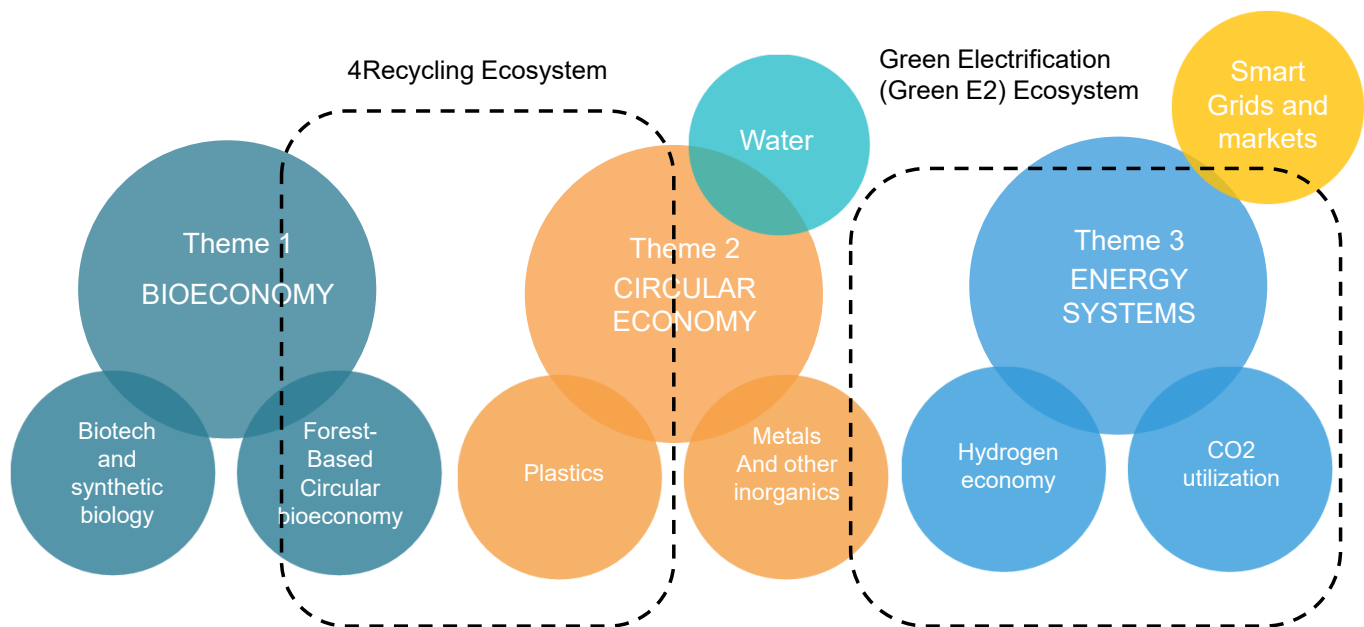 4Recycling Ecosystem
Green Electrification
(Green E2) Ecosystem
Smart
Grids and
markets
Water
Theme 1
BIOECONOMY
Theme 2
CIRCULAR
ECONOMY
Theme 3
ENERGY
SYSTEMS
Biotech
and
synthetic
biology
Forest-
Based
Circular
bioeconomy
Plastics
Metals
And other
inorganics
Hydrogen
economy
CO2
utilization